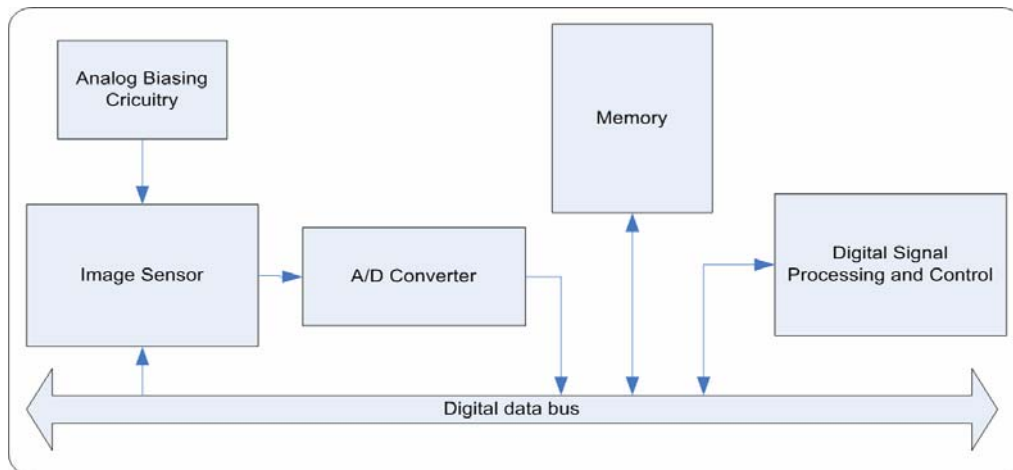 Analog Biasing
Cricuitry
Memory
Image Sensor
A/D Converter
Digital Signal
Processing and Control
Digital data bus